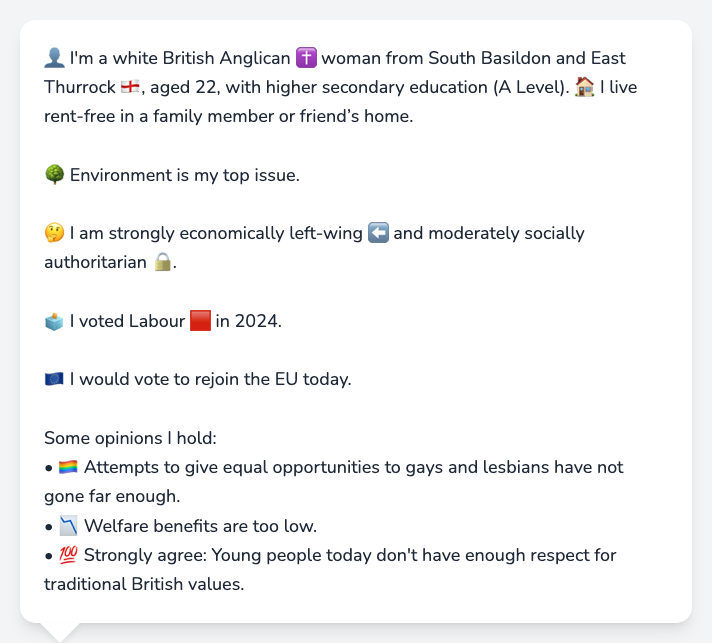 👤 I'm a white British Anglican ✝️ woman from South Basildon and East
Thurrock 🏴󠁧󠁢󠁥󠁮󠁧󠁿, aged 22, with higher secondary education (A Level). 🏠 I live
rent-free in a family member or friend’s home.
🌳 Environment is my top issue.
🤔 I am strongly economically left-wing ⬅️ and moderately socially
authoritarian 🔒.
🗳️ I voted Labour 🟥 in 2024.
🇪🇺 I would vote to rejoin the EU today.
Some opinions I hold:
• 🏳️‍🌈 Attempts to give equal opportunities to gays and lesbians have not
gone far enough.
• 📉 Welfare benefits are too low.
• 💯 Strongly agree: Young people today don't have enough respect for
traditional British values.